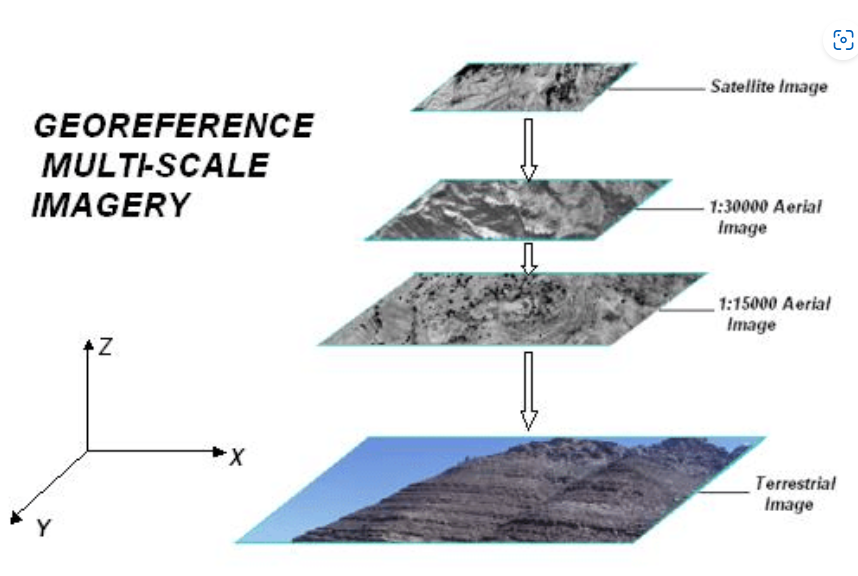 GEOREFERENCE
MULTI-SCALE
IMAGERY
Satellite Image
1:30000 Aerial
Image
1:15000 Aerial
Image
Z
X
Y
Terrestrial
Image